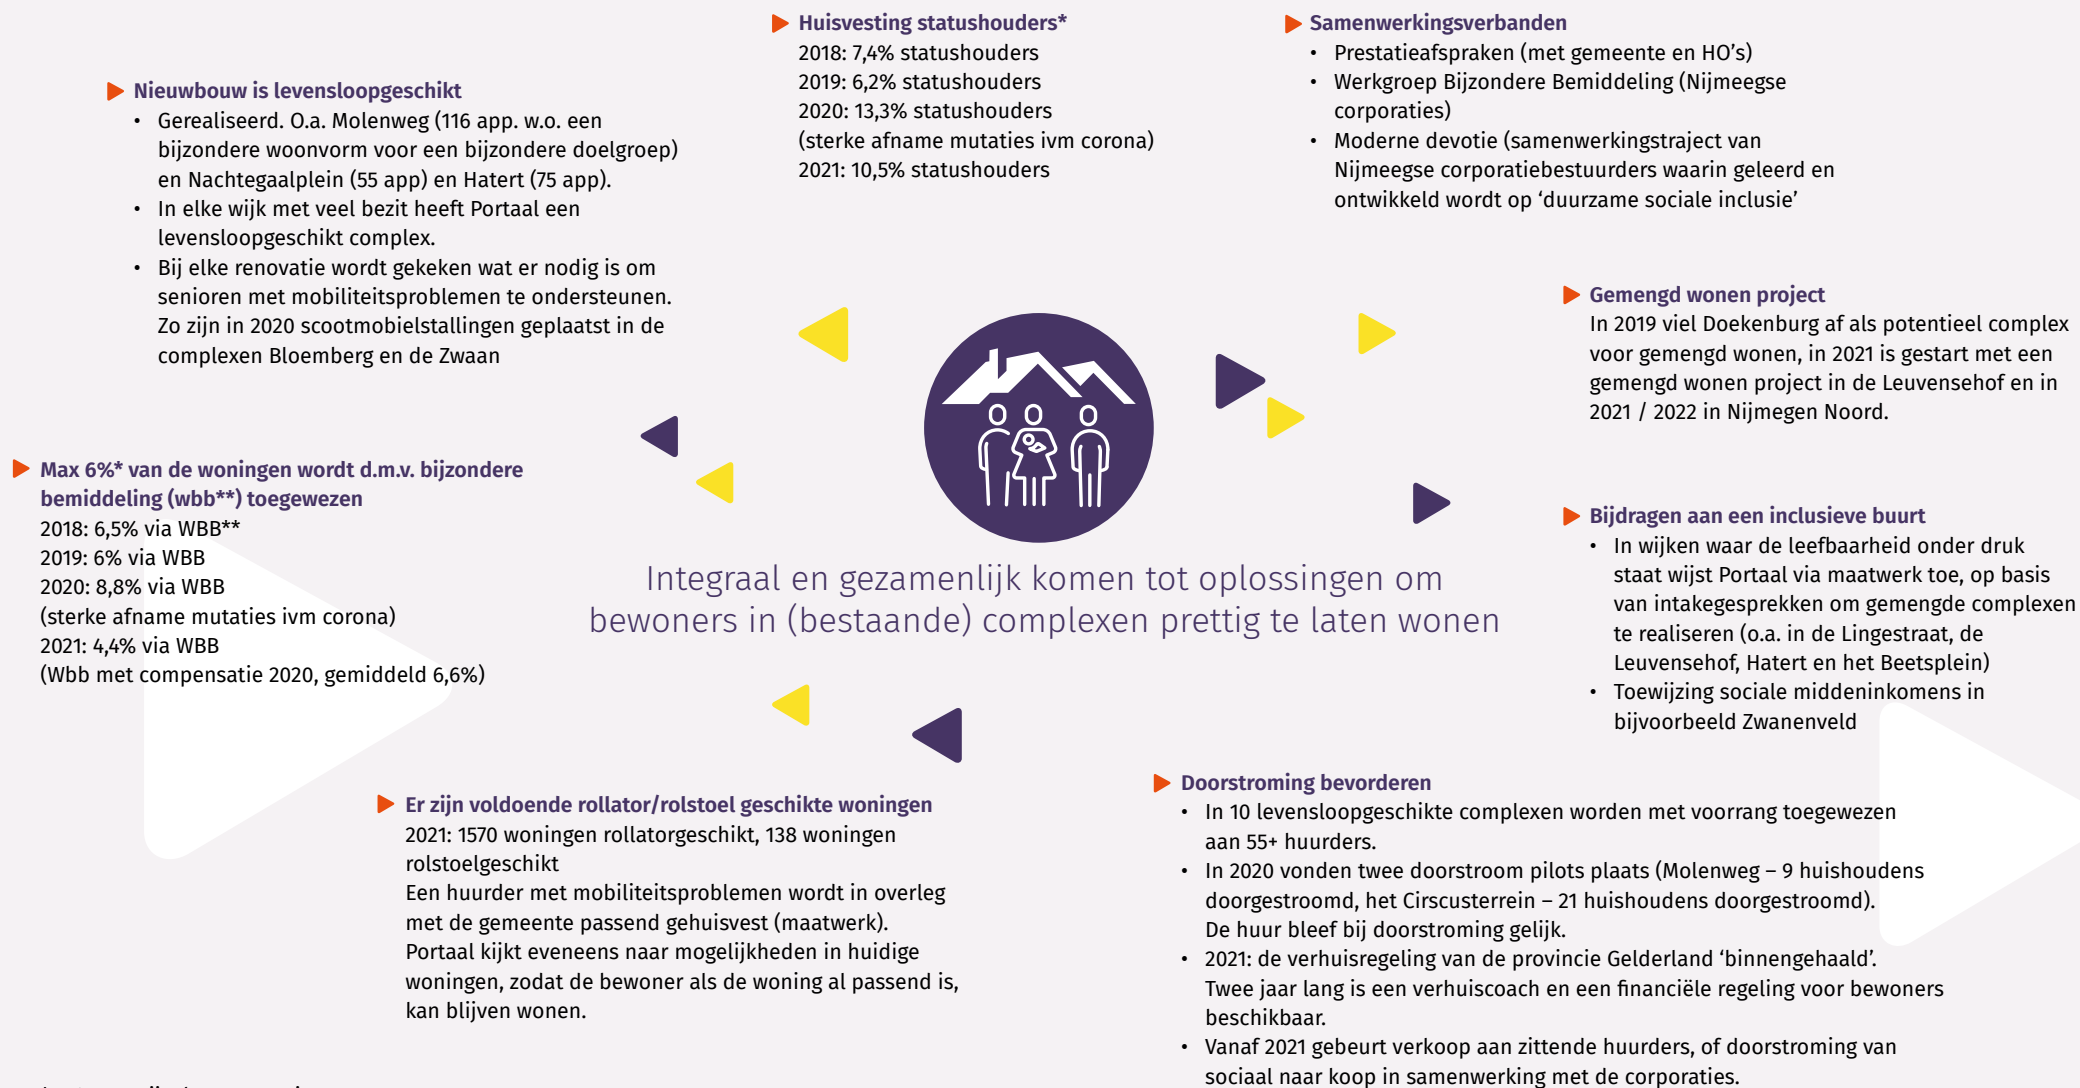 Huisvesting statushouders*
2018: 7,4% statushouders
2019: 6,2% statushouders
2020: 13,3% statushouders
(sterke afname mutaties ivm corona)
2021: 10,5% statushouders
Samenwerkingsverbanden
• Prestatieafspraken (met gemeente en HO's)
• Werkgroep Bijzondere Bemiddeling (Nijmeegse
corporaties)
• Moderne devotie (samenwerkingstraject van
Nijmeegse corporatiebestuurders waarin geleerd en
ontwikkeld wordt op ‘duurzame sociale inclusie’
Nieuwbouw is levensloopgeschikt
• Gerealiseerd. O.a. Molenweg (116 app. w.o. een
bijzondere woonvorm voor een bijzondere doelgroep)
en Nachtegaalplein (55 app) en Hatert (75 app).
• In elke wijk met veel bezit heeft Portaal een
levensloopgeschikt complex.
• Bij elke renovatie wordt gekeken wat er nodig is om
senioren met mobiliteitsproblemen te ondersteunen.
Zo zijn in 2020 scootmobielstallingen geplaatst in de
complexen Bloemberg en de Zwaan
Gemengd wonen project
In 2019 viel Doekenburg af als potentieel complex
voor gemengd wonen, in 2021 is gestart met een
gemengd wonen project in de Leuvensehof en in
2021 / 2022 in Nijmegen Noord.
Max 6%* van de woningen wordt d.m.v. bijzondere
bemiddeling (wbb**) toegewezen
2018: 6,5% via WBB**
2019: 6% via WBB
2020: 8,8% via WBB
(sterke afname mutaties ivm corona)
2021: 4,4% via WBB
(Wbb met compensatie 2020, gemiddeld 6,6%)
Integraal en gezamenlijk komen tot oplossingen om
bewoners in (bestaande) complexen prettig te laten wonen
Bijdragen aan een inclusieve buurt
• In wijken waar de leefbaarheid onder druk
staat wijst Portaal via maatwerk toe, op basis
van intakegesprekken om gemengde complexen
te realiseren (o.a. in de Lingestraat, de
Leuvensehof, Hatert en het Beetsplein)
• Toewijzing sociale middeninkomens in
bijvoorbeeld Zwanenveld
Er zijn voldoende rollator/rolstoel geschikte woningen
2021: 1570 woningen rollatorgeschikt, 138 woningen
rolstoelgeschikt
Een huurder met mobiliteitsproblemen wordt in overleg
met de gemeente passend gehuisvest (maatwerk).
Portaal kijkt eveneens naar mogelijkheden in huidige
woningen, zodat de bewoner als de woning al passend is,
kan blijven wonen.
Doorstroming bevorderen
• In 10 levensloopgeschikte complexen worden met voorrang toegewezen
aan 55+ huurders.
• In 2020 vonden twee doorstroom pilots plaats (Molenweg – 9 huishoudens
doorgestroomd, het Cirscusterrein – 21 huishoudens doorgestroomd).
De huur bleef bij doorstroming gelijk.
• 2021: de verhuisregeling van de provincie Gelderland ‘binnengehaald’.
Twee jaar lang is een verhuiscoach en een financiële regeling voor bewoners
beschikbaar.
• Vanaf 2021 gebeurt verkoop aan zittende huurders, of doorstroming van
sociaal naar koop in samenwerking met de corporaties.